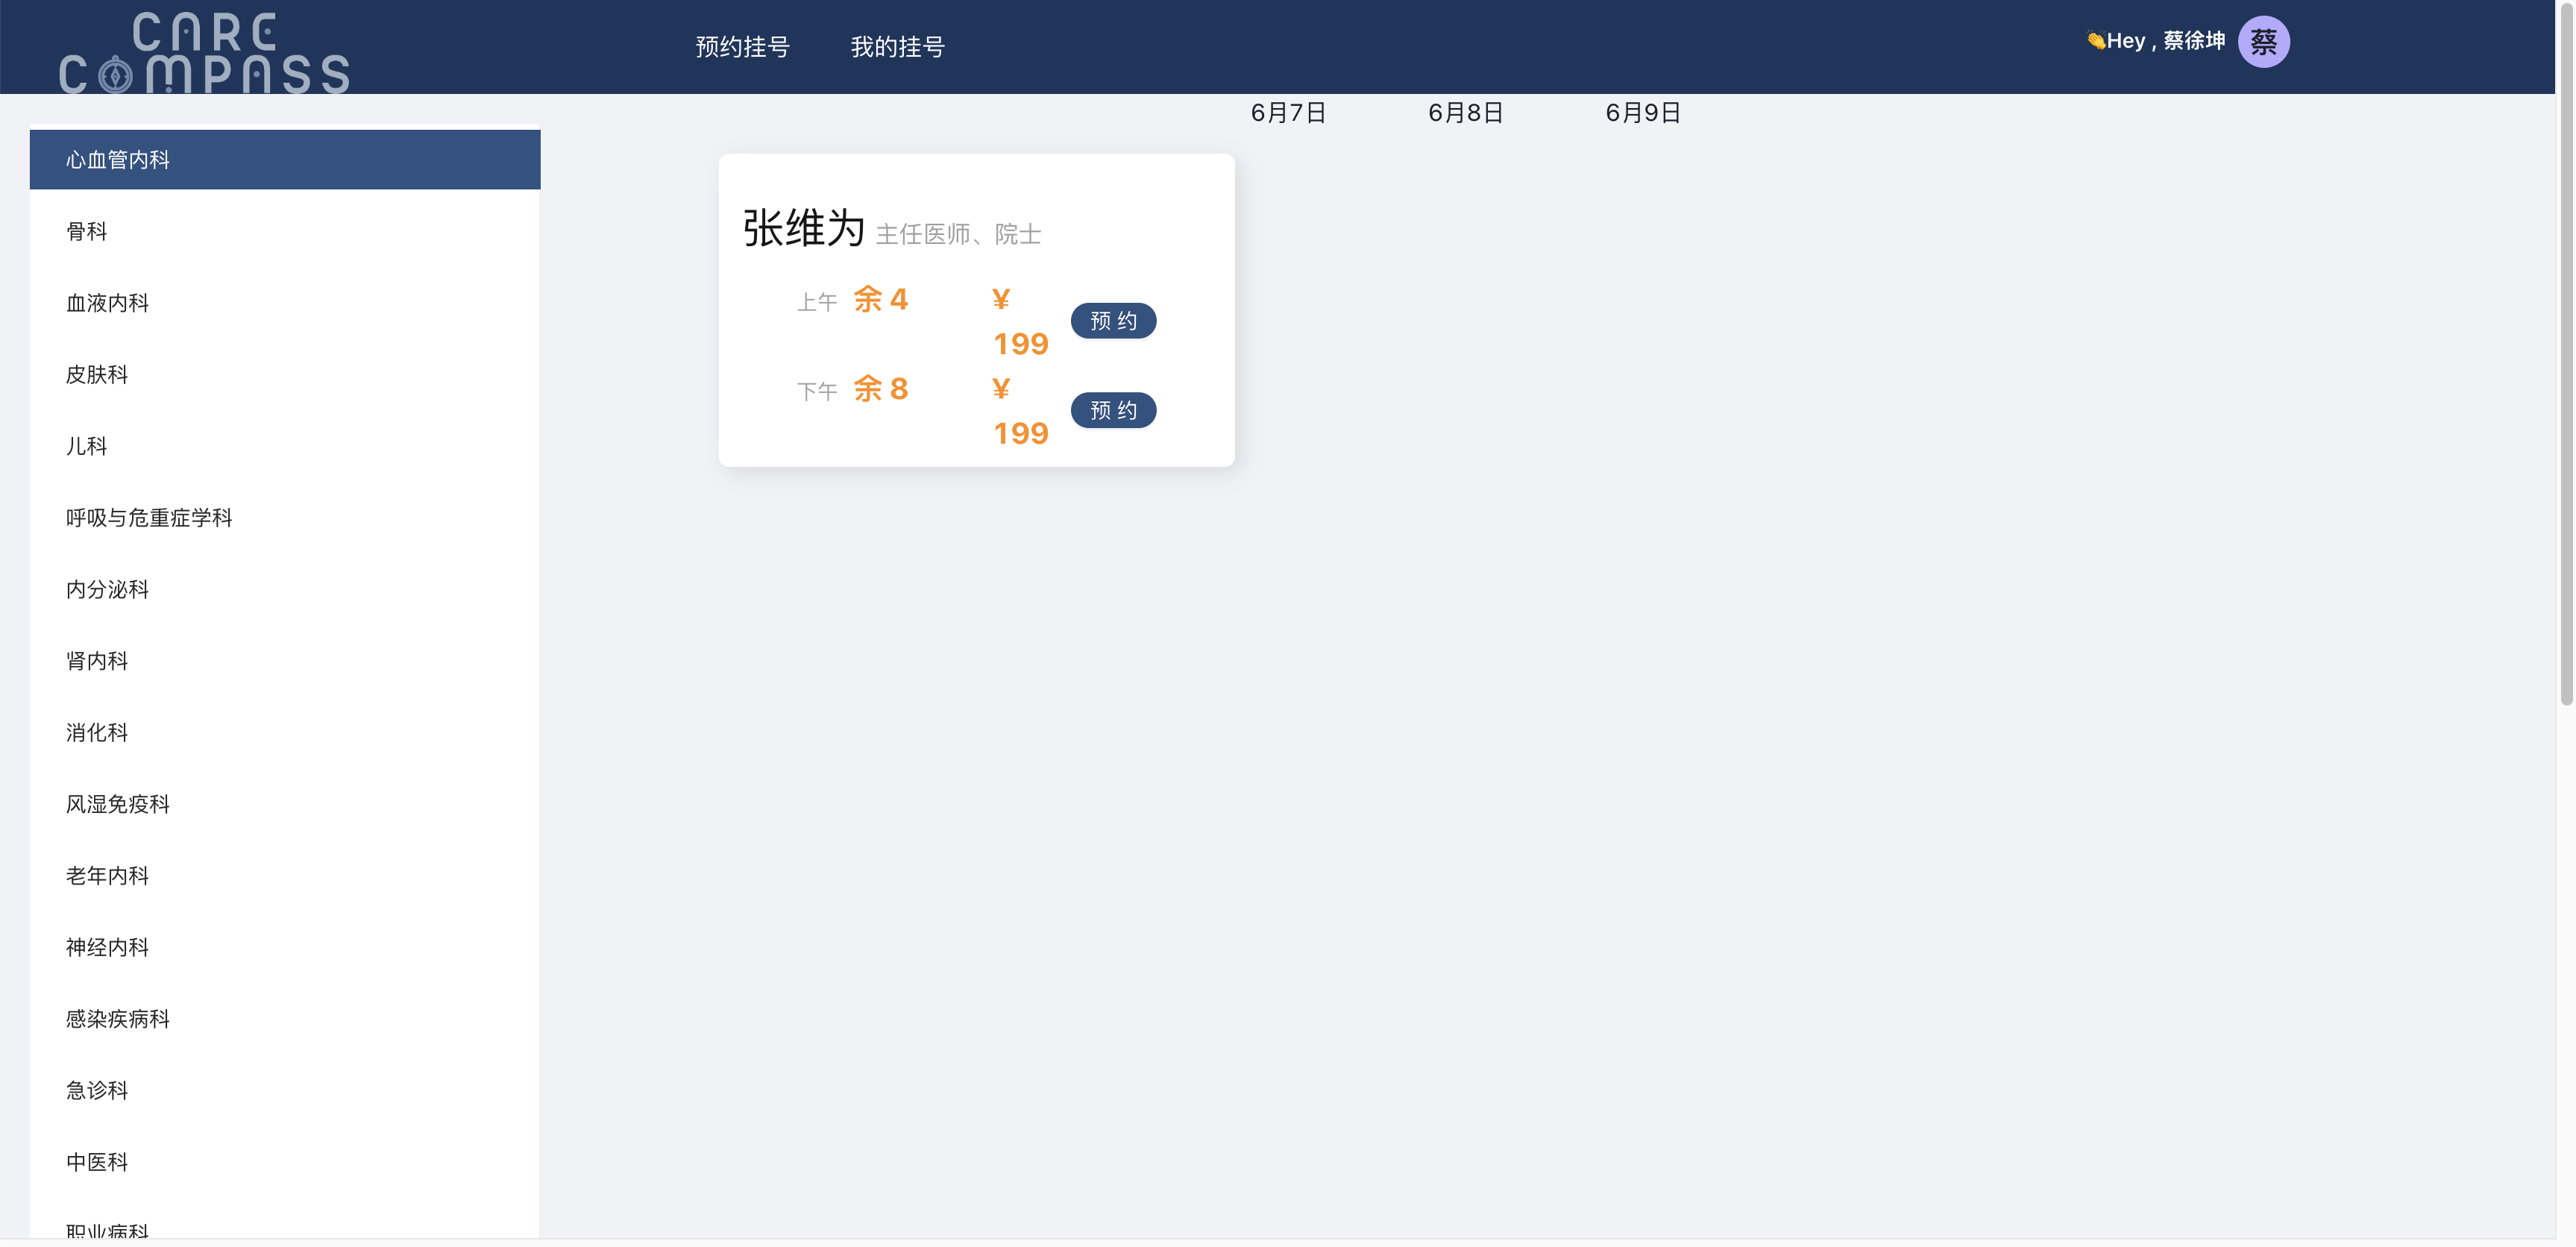 CARE
COMPASS
预约挂号 我的挂号
👏Hey , 蔡徐坤 蔡
6月7日 6月8日 6月9日
心血管内科
骨科
血液内科
皮肤科
儿科
呼吸与危重症学科
内分泌科
肾内科
消化科
风湿免疫科
老年内科
神经内科
感染疾病科
急诊科
中医科
职业病科
张维为 主任医师、院士
上午 余 4 ¥
199 预 约
下午 余 8 ¥
199 预 约